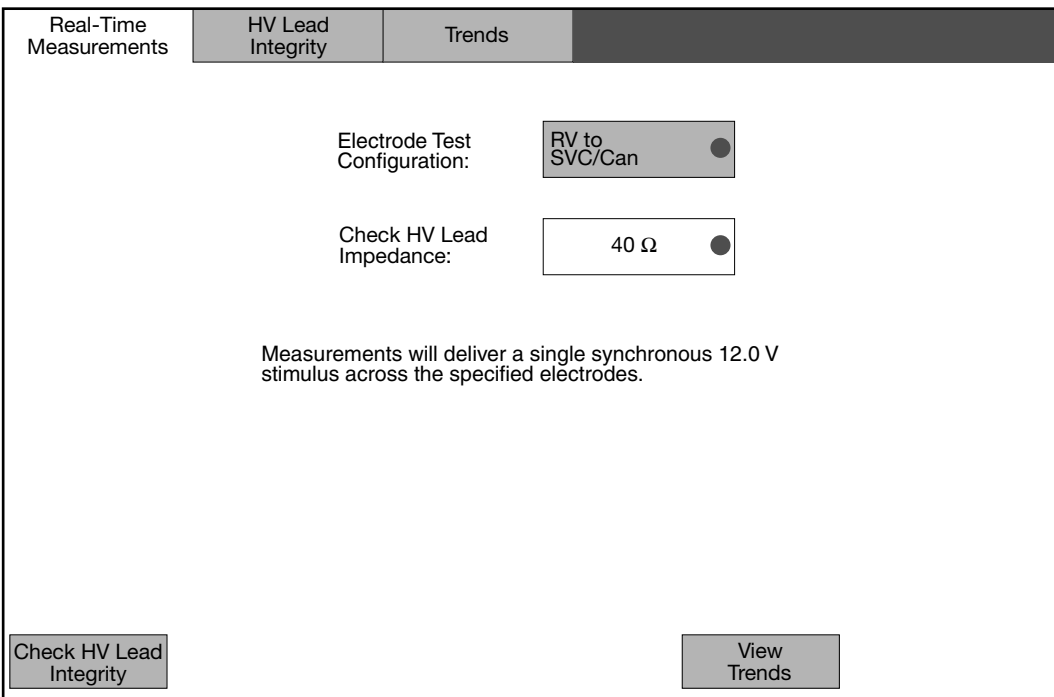 Real-Time
Measurements
HV Lead
Integrity
Trends
Electrode Test
Configuration:
RV to
SVC/Can
Check HV Lead
Impedance:
40 Ω
Measurements will deliver a single synchronous 12.0 V
stimulus across the specified electrodes.
Check HV Lead
Integrity
View
Trends